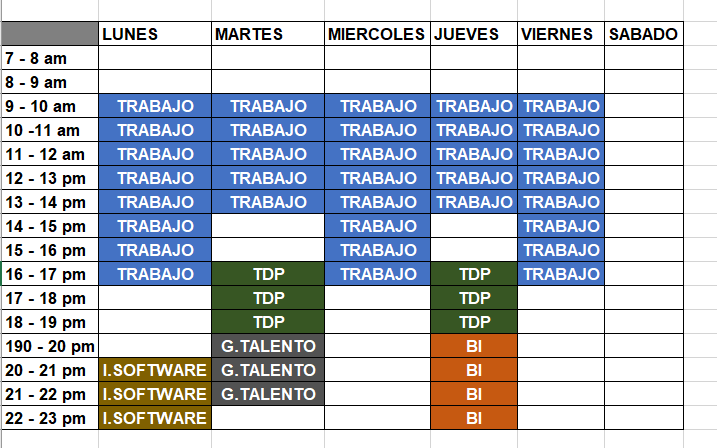 LUNES MARTES MIERCOLES JUEVES VIERNES SABADO
7 - 8 am
8 - 9 am
9 - 10 am TRABAJO TRABAJO TRABAJO TRABAJO TRABAJO
10 -11 am TRABAJO TRABAJO TRABAJO TRABAJO TRABAJO
11 - 12 am TRABAJO TRABAJO TRABAJO TRABAJO TRABAJO
12 - 13 pm TRABAJO TRABAJO TRABAJO TRABAJO TRABAJO
13 - 14 pm TRABAJO TRABAJO TRABAJO TRABAJO TRABAJO
14 - 15 pm TRABAJO TRABAJO TRABAJO
15 - 16 pm TRABAJO TRABAJO TRABAJO
16 - 17 pm TRABAJO TDP TRABAJO TDP TRABAJO
17 - 18 pm TDP TDP
18 - 19 pm TDP TDP
190 - 20 pm G.TALENTO BI
20 - 21 pm I.SOFTWARE G.TALENTO BI
21 - 22 pm I.SOFTWARE G.TALENTO BI
22 - 23 pm I.SOFTWARE BI